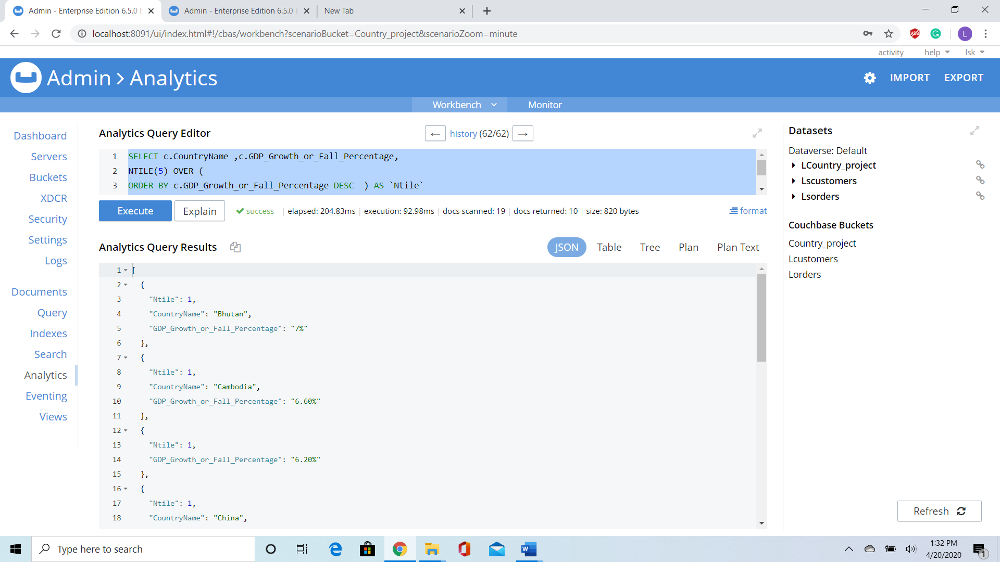 Admin - Enterprise Edition 6.5.0 b
Admin - Enterprise Edition 6.5.0 b
New Tab
localhost:8091/ui/index.html#!/cbas/workbench?scenarioBucket=Country_project&scenarioZoom=minute
L
activity help lsk
Admin > Analytics
IMPORT EXPORT
Workbench Monitor
Dashboard
Servers
Buckets
XDCR
Security
Settings
Logs
Documents
Query
Indexes
Search
Analytics
Eventing
Views
Analytics Query Editor
← history (62/62) →
1 SELECT c.CountryName ,c.GDP_Growth_or_Fall_Percentage,
2 NTILE(5) OVER (
3 ORDER BY c.GDP_Growth_or_Fall_Percentage DESC  ) AS `Ntile`
Execute Explain success | elapsed: 204.83ms | execution: 92.98ms | docs scanned: 19 | docs returned: 10 | size: 820 bytes format
Analytics Query Results
JSON Table Tree Plan Plan Text
1 [
2 {
3 "Ntile": 1,
4 "CountryName": "Bhutan",
5 "GDP_Growth_or_Fall_Percentage": "7%"
6 },
7 {
8 "Ntile": 1,
9 "CountryName": "Cambodia",
10 "GDP_Growth_or_Fall_Percentage": "6.60%"
11 },
12 {
13 "Ntile": 1,
14 "GDP_Growth_or_Fall_Percentage": "6.20%"
15 },
16 {
17 "Ntile": 1,
18 "CountryName": "China",
Datasets
Dataverse: Default
LCountry_project
Lscustomers
Lsorders
Couchbase Buckets
Country_project
Lcustomers
Lorders
Refresh
Type here to search
1:32 PM
4/20/2020
1